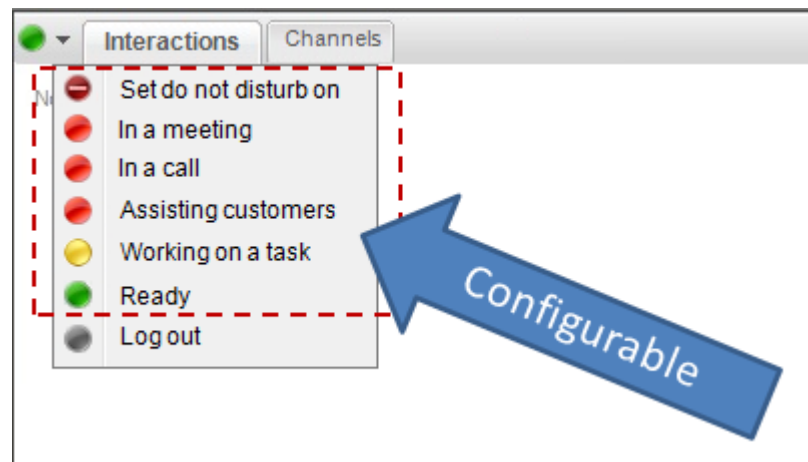 Interactions Channels
Set do not disturb on
In a meeting
In a call
Assisting customers
Working on a task
Ready
Log out
Configurable